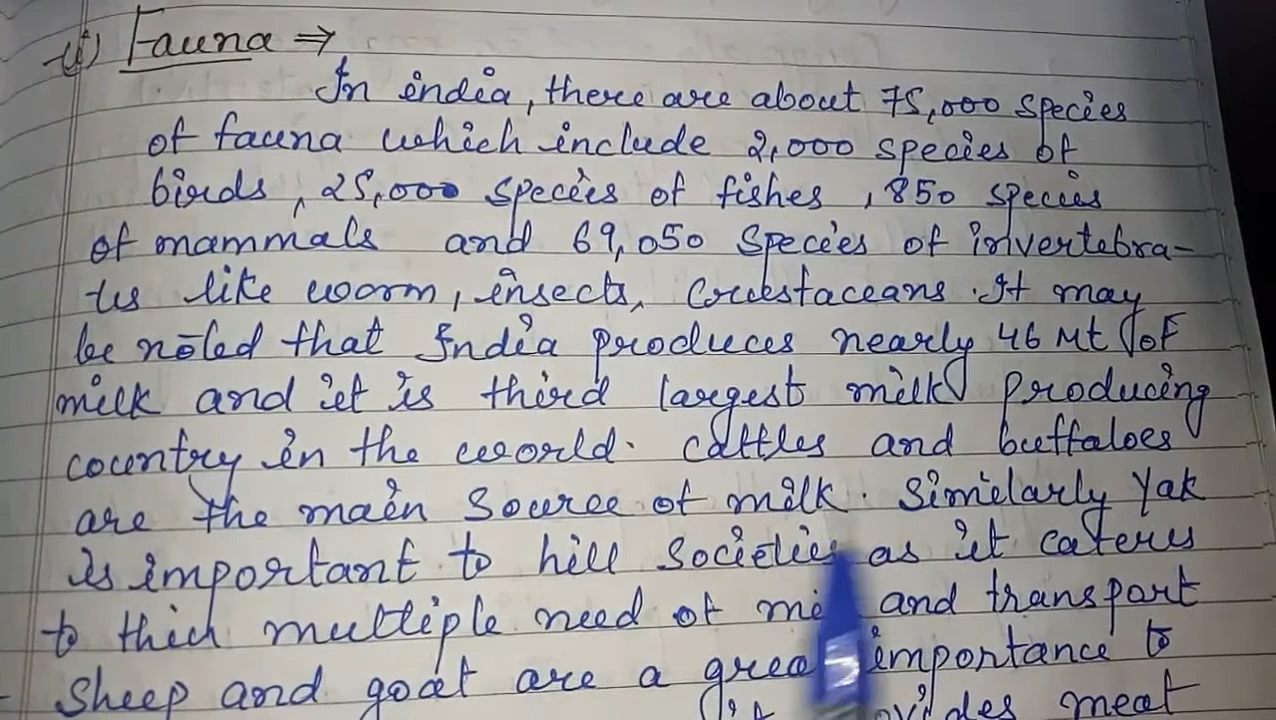 Fauna ⇒
In india, there are about 75,000 species
of fauna which include 2,000 species of
birds, 25,000 species of fishes, 850 species
of mammals and 69,050 species of invertebra-
tes like worm, insects, Crustaceans. It may
be noted that India produces nearly 46 Mt of
milk and it is third largest milk producing
country in the world. Cattles and buffaloes
are the main source of milk. Similarly Yak
is important to hill societies as it caters
to their multiple need of and transport
Sheep and goat are a importance to
meat